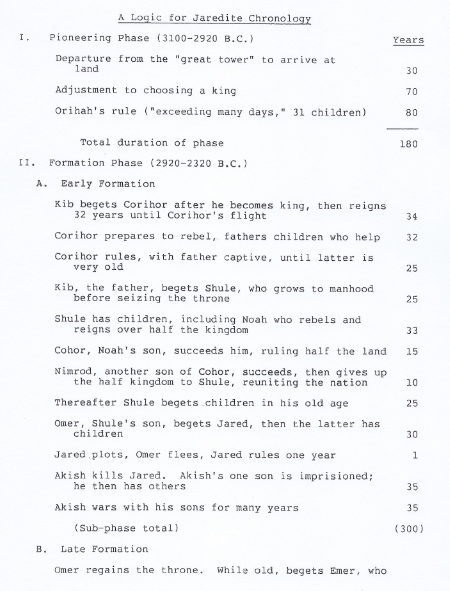 A Logic for Jaredite Chronology
I. Pioneering Phase (3100-2920 B.C.) Years
Departure from the "great tower" to arrive at
land 30
Adjustment to choosing a king 70
Orihah's rule ("exceeding many days," 31 children) 80
Total duration of phase 180
II. Formation Phase (2920-2320 B.C.)
A. Early Formation
Kib begets Corihor after he becomes king, then reigns
32 years until Corihor's flight 34
Corihor prepares to rebel, fathers children who help 32
Corihor rules, with father captive, until latter is
very old 25
Kib, the father, begets Shule, who grows to manhood
before seizing the throne 25
Shule has children, including Noah who rebels and
reigns over half the kingdom 33
Cohor, Noah's son, succeeds him, ruling half the land 15
Nimrod, another son of Cohor, succeeds, then gives up
the half kingdom to Shule, reuniting the nation 10
Thereafter Shule begets children in his old age 25
Omer, Shule's son, begets Jared, then the latter has
children 30
Jared plots, Omer flees, Jared rules one year 1
Akish kills Jared. Akish's one son is imprisioned;
he then has others 35
Akish wars with his sons for many years 35
(Sub-phase total) (300)
B. Late Formation
Omer regains the throne. While old, begets Emer, who